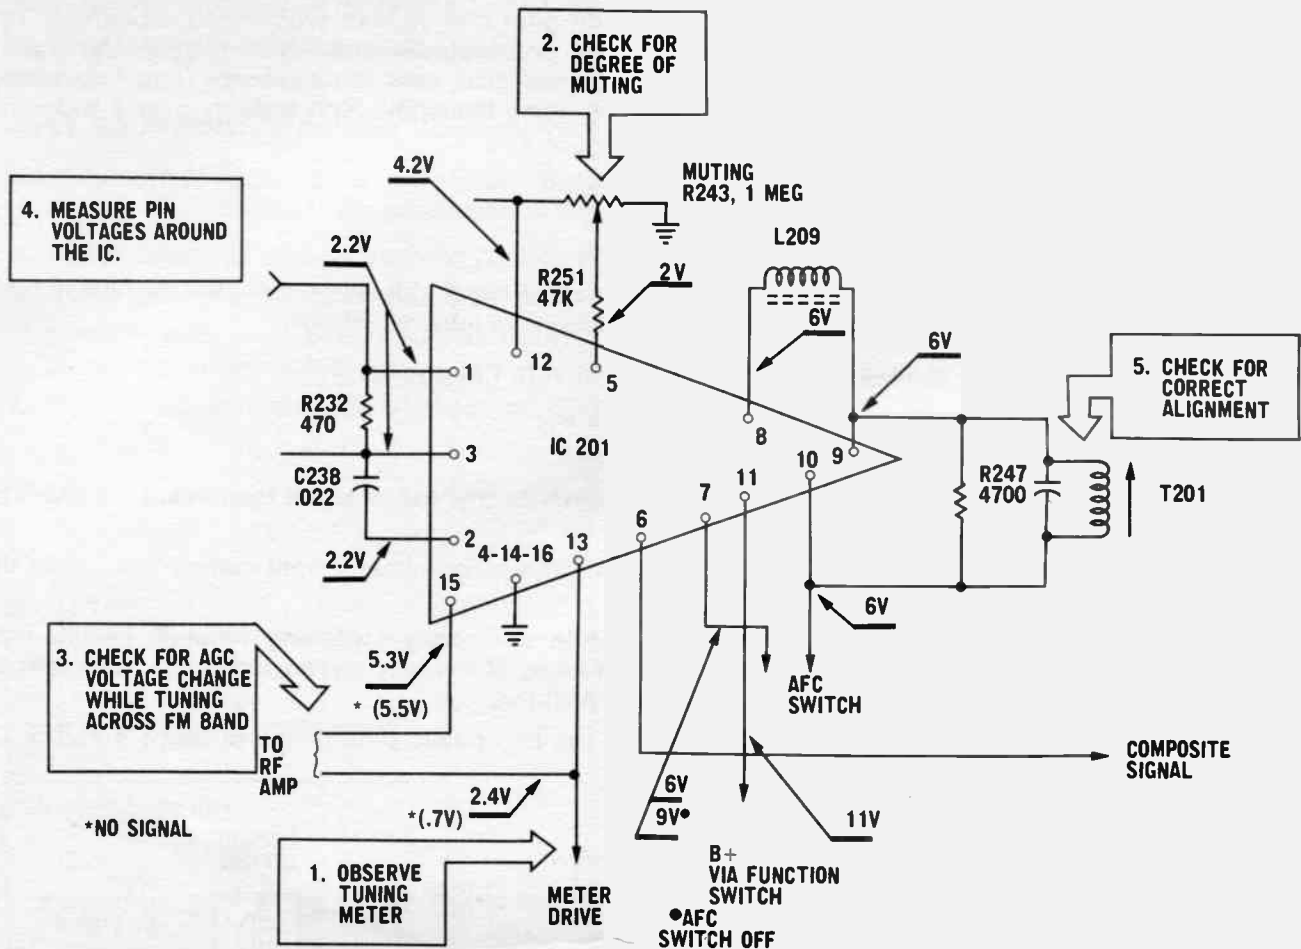 2. CHECK FOR
DEGREE OF
MUTING
4.2V
MUTING
R243, 1 MEG
4. MEASURE PIN
VOLTAGES AROUND
THE IC.
2.2V
L209
R251
47K
2V
6V
6V
12
5
1
5. CHECK FOR
CORRECT
ALIGNMENT
R232
470
8
9
3
IC 201
10
11
R247
4700
T201
C238
.022
7
6
2
4-14-16
13
2.2V
15
6V
3. CHECK FOR AGC
VOLTAGE CHANGE
WHILE TUNING
ACROSS FM BAND
5.3V
* (5.5V)
AFC
SWITCH
TO
RF
AMP
COMPOSITE
SIGNAL
2.4V
*(.7V)
6V
9V●
11V
*NO SIGNAL
B+
VIA FUNCTION
SWITCH
1. OBSERVE
TUNING
METER
METER
DRIVE
●AFC
SWITCH OFF